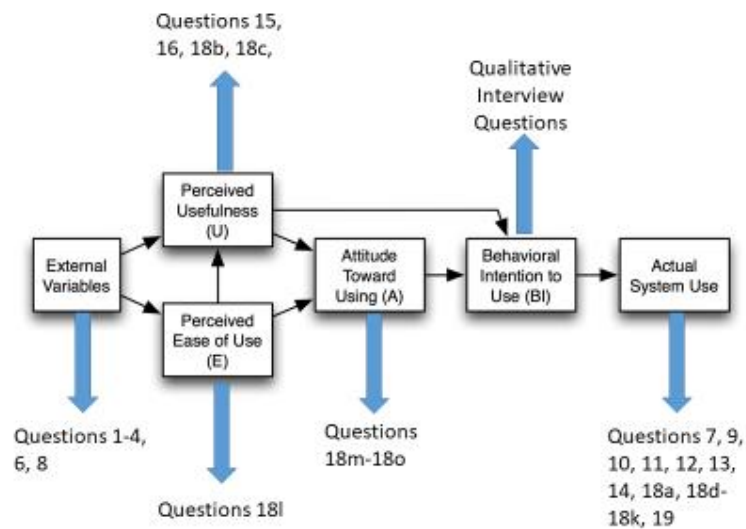 Questions 15,
16, 18b, 18c,
Qualitative
Interview
Questions
Perceived
Usefulness
(U)
External
Variables
Attitude
Toward
Using (A)
Behavioral
Intention to
Use (BI)
Actual
System Use
Perceived
Ease of Use
(E)
Questions 1-4,
6, 8
Questions 18l
Questions
18m-18o
Questions 7, 9,
10, 11, 12, 13,
14, 18a, 18d-
18k, 19